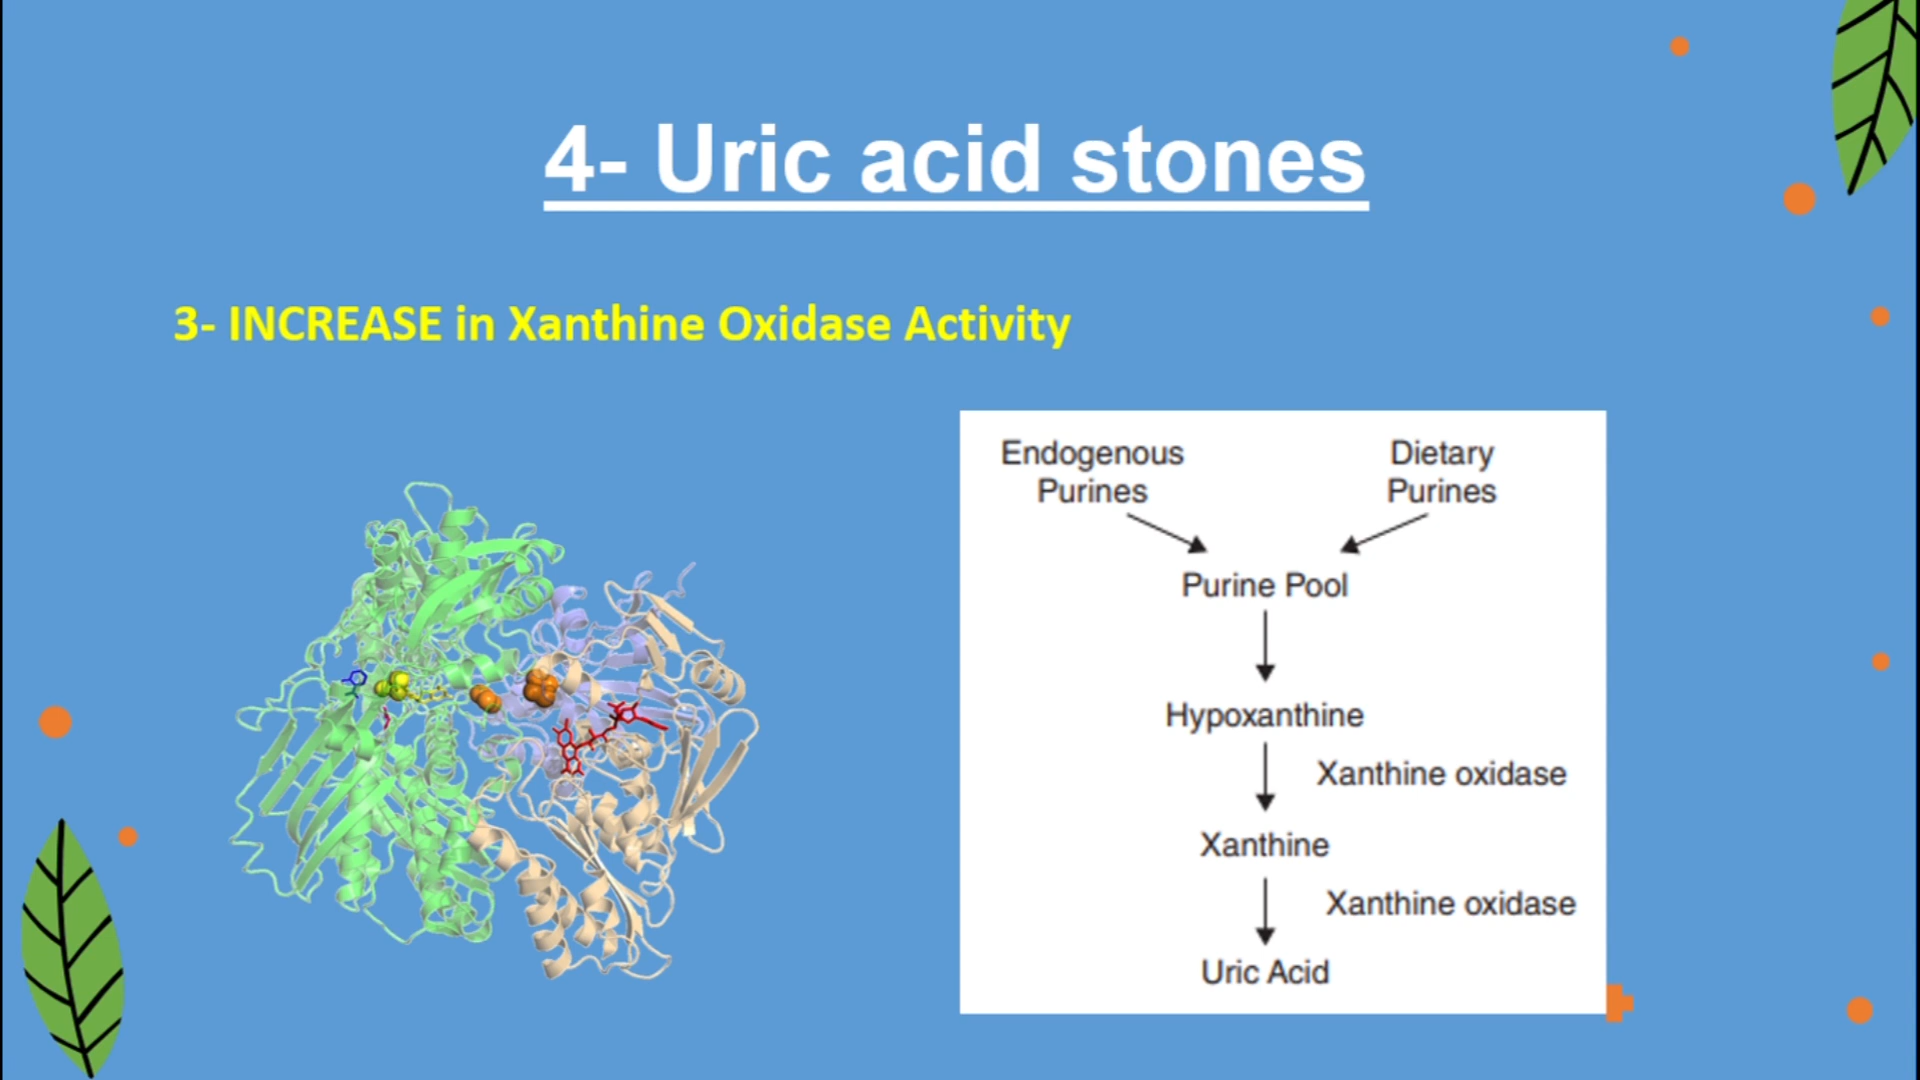 4- Uric acid stones
3- INCREASE in Xanthine Oxidase Activity
Endogenous
Purines
Dietary
Purines
Purine Pool
Hypoxanthine
Xanthine oxidase
Xanthine
Xanthine oxidase
Uric Acid